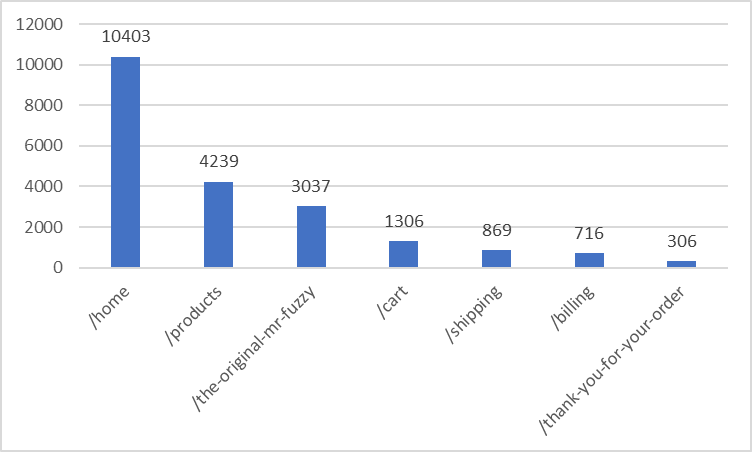 12000
10000
8000
6000
4000
2000
0
10403
4239
3037
1306
869
716
306
/home
/products
/the-original-mr-fuzzy
/cart
/shipping
/billing
/thank-you-for-your-order